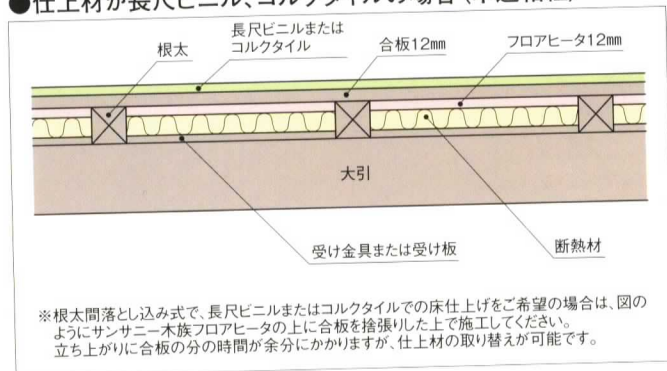 ●仕上材が長尺ビニル、コルクタイルの場合
長尺ビニルまたは
コルクタイル
根太
合板12mm
フロアヒータ12mm
大引
受け金具または受け板
断熱材
※根太間落とし込み式で、長尺ビニルまたはコルクタイルでの床仕上げをご希望の場合は、図の
ようにサンサニー木族フロアヒータの上に合板を捨張りした上で施工してください。
立ち上がりに合板の分の時間が余分にかかりますが、仕上材の取り替えが可能です。